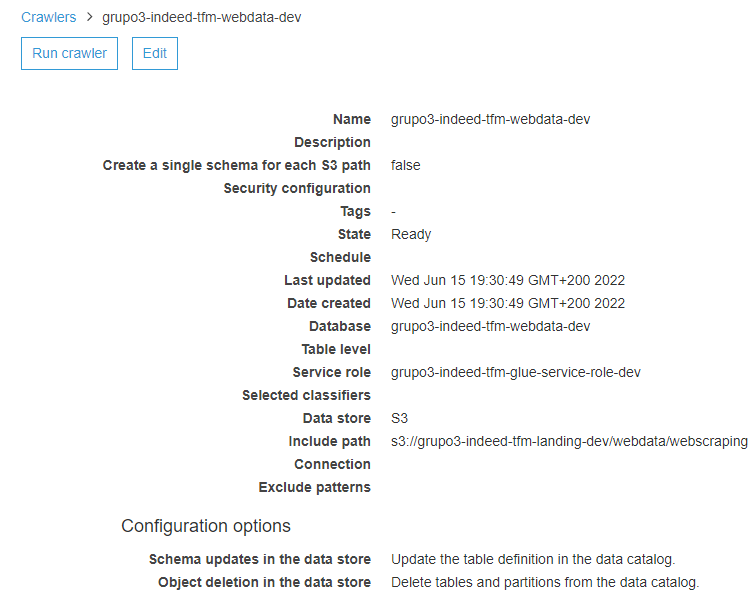 Crawlers > grupo3-indeed-tfm-webdata-dev
Run crawler Edit
Name grupo3-indeed-tfm-webdata-dev
Description
Create a single schema for each S3 path false
Security configuration
Tags -
State Ready
Schedule
Last updated Wed Jun 15 19:30:49 GMT+200 2022
Date created Wed Jun 15 19:30:49 GMT+200 2022
Database grupo3-indeed-tfm-webdata-dev
Table level
Service role grupo3-indeed-tfm-glue-service-role-dev
Selected classifiers
Data store S3
Include path s3://grupo3-indeed-tfm-landing-dev/webdata/webscraping
Connection
Exclude patterns
Configuration options
Schema updates in the data store Update the table definition in the data catalog.
Object deletion in the data store Delete tables and partitions from the data catalog.